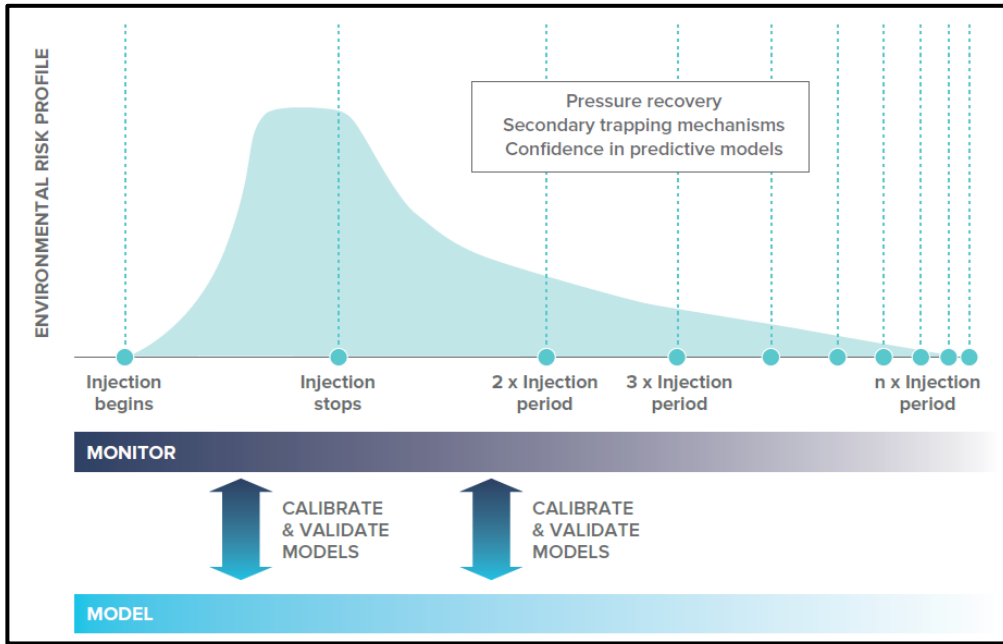 ENVIRONMENTAL RISK PROFILE
Pressure recovery
Secondary trapping mechanisms
Confidence in predictive models
Injection
begins
Injection
stops
2 x Injection
period
3 x Injection
period
n x Injection
period
MONITOR
CALIBRATE
& VALIDATE
MODELS
CALIBRATE
& VALIDATE
MODELS
MODEL